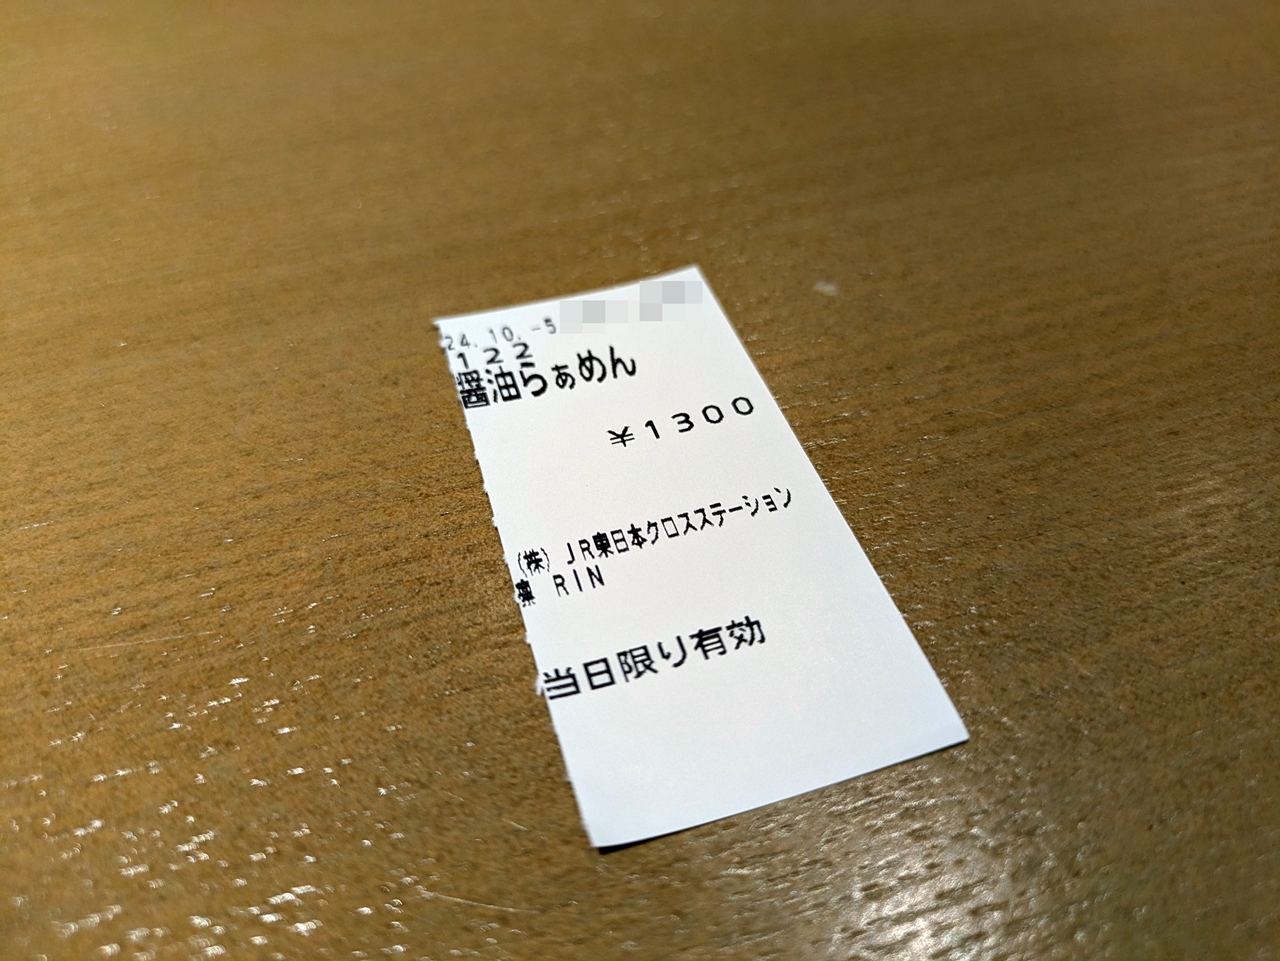 24.10.-5
122
醤油らぁめん
¥1300
(株) JR東日本クロスステーション
凛 RIN
当日限り有効